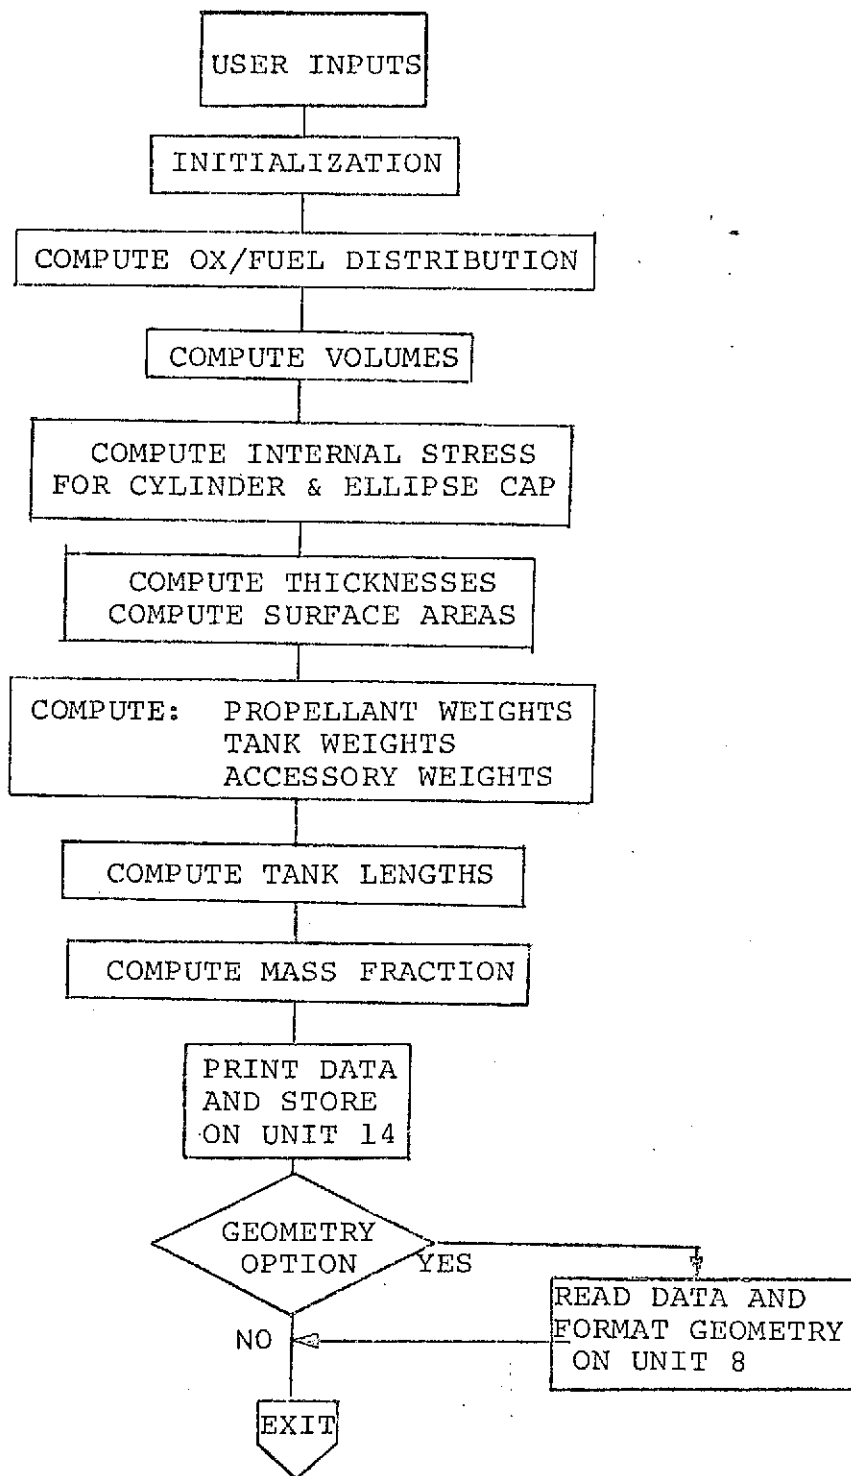 USER INPUTS
INITIALIZATION
COMPUTE OX/FUEL DISTRIBUTION
COMPUTE VOLUMES
COMPUTE INTERNAL STRESS
FOR CYLINDER & ELLIPSE CAP
COMPUTE THICKNESSES
COMPUTE SURFACE AREAS
COMPUTE: PROPELLANT WEIGHTS
TANK WEIGHTS
ACCESSORY WEIGHTS
COMPUTE TANK LENGTHS
COMPUTE MASS FRACTION
PRINT DATA
AND STORE
ON UNIT 14
GEOMETRY
OPTION
YES
READ DATA AND
FORMAT GEOMETRY
ON UNIT 8
NO
EXIT